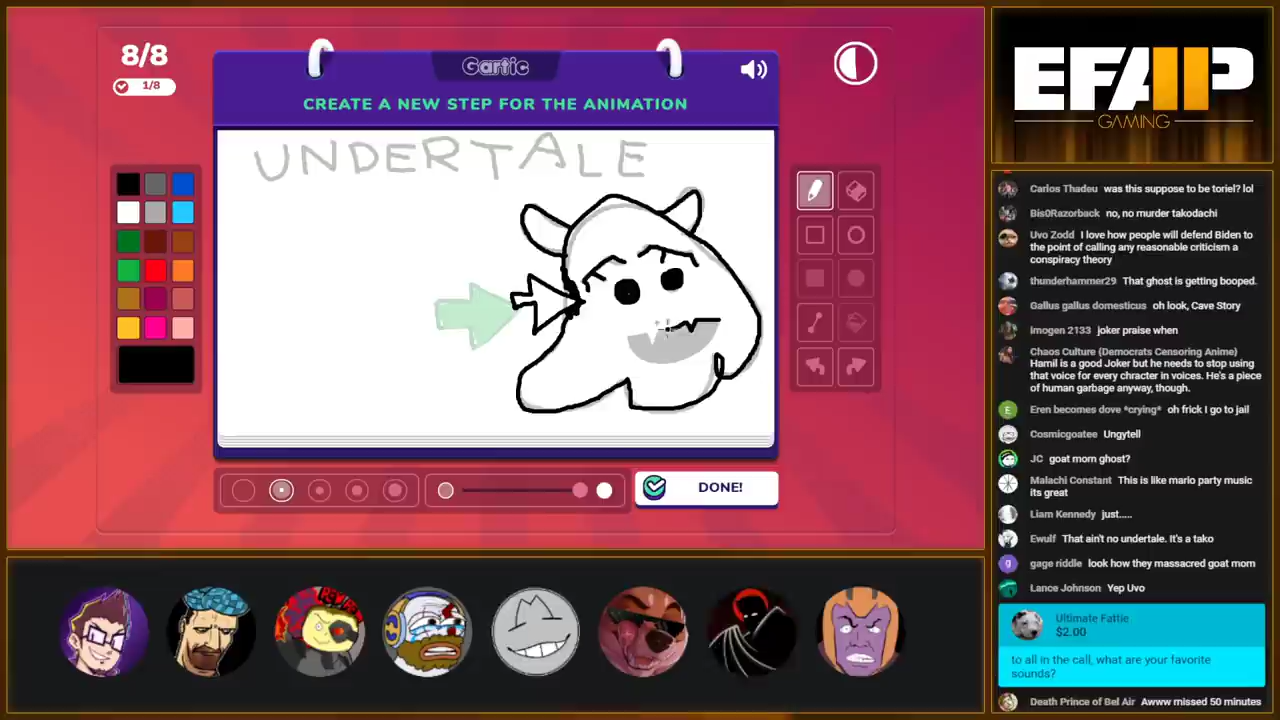 8/8
1/8
Gartic
CREATE A NEW STEP FOR THE ANIMATION
UNDERTALE
DONE!
EFAP
GAMING
Carlos Thadeu was this suppose to be toriel? lol
Bis0Razorback no, no murder takodachi
Uvo Zodd I love how people will defend Biden to
the point of calling any reasonable criticism a
conspiracy theory
thunderhammer29 That ghost is getting booped.
Gallus gallus domesticus oh look, Cave Story
Imogen 2133 joker praise when
Chaos Culture (Democrats Censoring Anime)
Hamil is a good Joker but he needs to stop using
that voice for every chracter in voices. He's a piece
of human garbage anyway, though.
E
Eren becomes dove *crying* oh frick I go to jail
Cosmicgoatee Ungytell
JC goat mom ghost?
Malachi Constant This is like mario party music
its great
Liam Kennedy just.....
Ewulf That ain't no undertale. It's a tako
g
gage riddle look how they massacred goat mom
Lance Johnson Yep Uvo
Ultimate Fattie
$2.00
to all in the call, what are your favorite
sounds?
Death Prince of Bel Air Awww missed 50 minutes